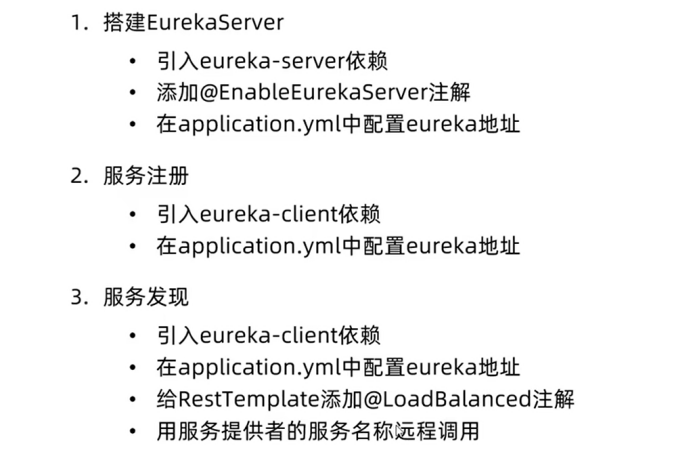 1. 搭建EurekaServer
• 引入eureka-server依赖
• 添加@EnableEurekaServer注解
• 在application.yml中配置eureka地址
2. 服务注册
• 引入eureka-client依赖
• 在application.yml中配置eureka地址
3. 服务发现
• 引入eureka-client依赖
• 在application.yml中配置eureka地址
• 给RestTemplate添加@LoadBalanced注解
• 用服务提供者的服务名称远程调用